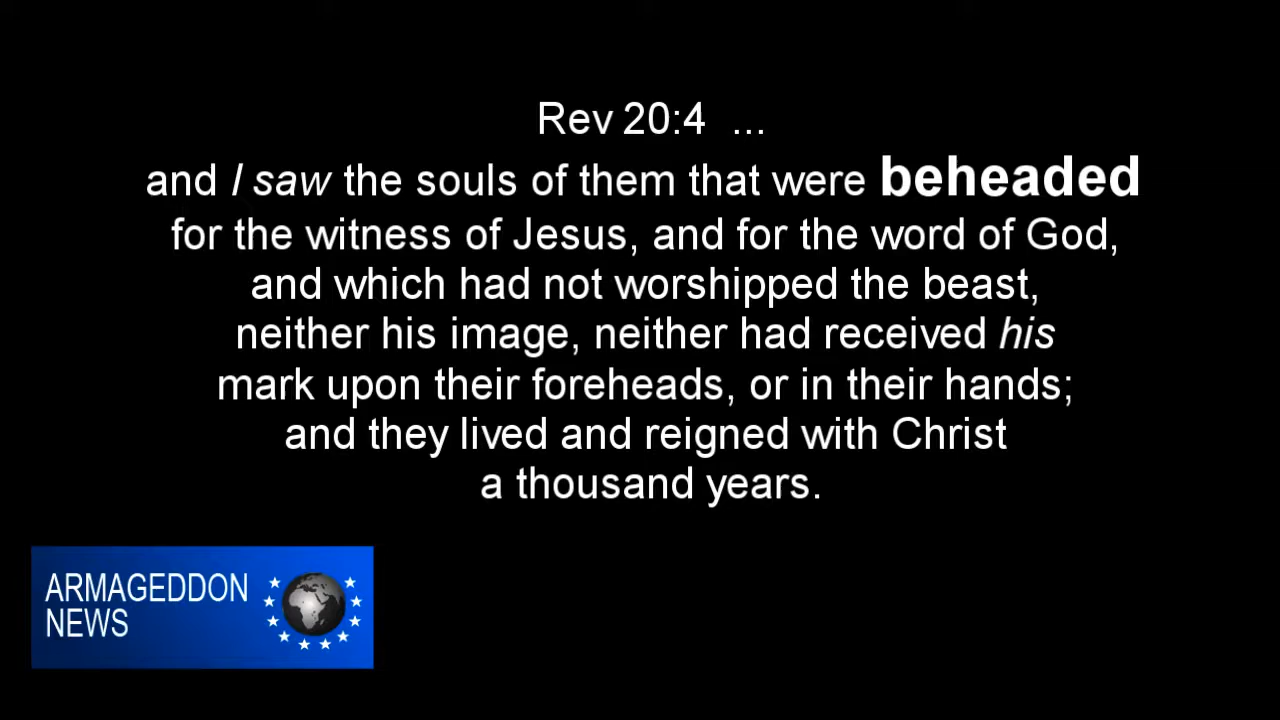 Rev 20:4 ...
and I saw the souls of them that were beheaded
for the witness of Jesus, and for the word of God,
and which had not worshipped the beast,
neither his image, neither had received his
mark upon their foreheads, or in their hands;
and they lived and reigned with Christ
a thousand years.
ARMAGEDDON
NEWS